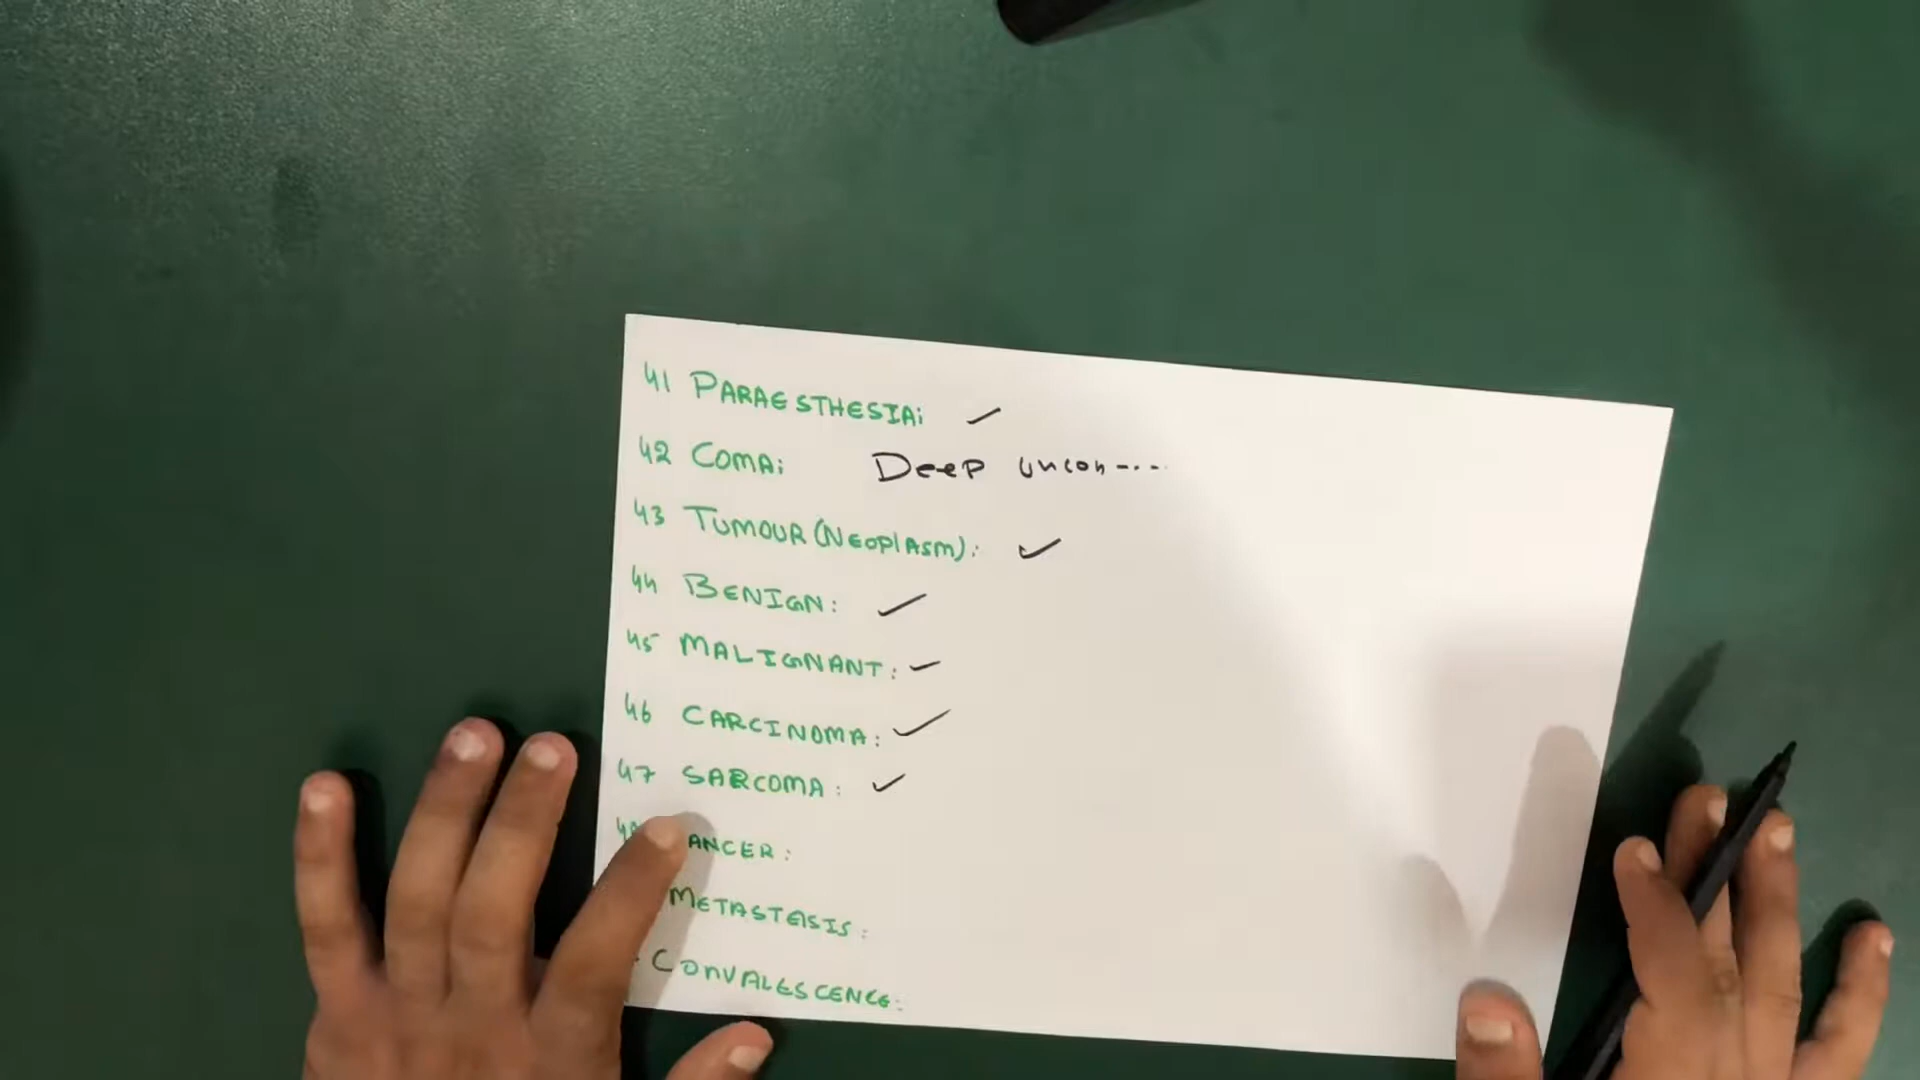 41 PARAESTHESIA: ✓
42 COMA: Deep uncon----
43 TUMOUR (NEOPLASM): ✓
44 BENIGN: ✓
45 MALIGNANT: ✓
46 CARCINOMA: ✓
47 SARCOMA: ✓
ANCER:
METASTASIS:
CONVALESCENCE: